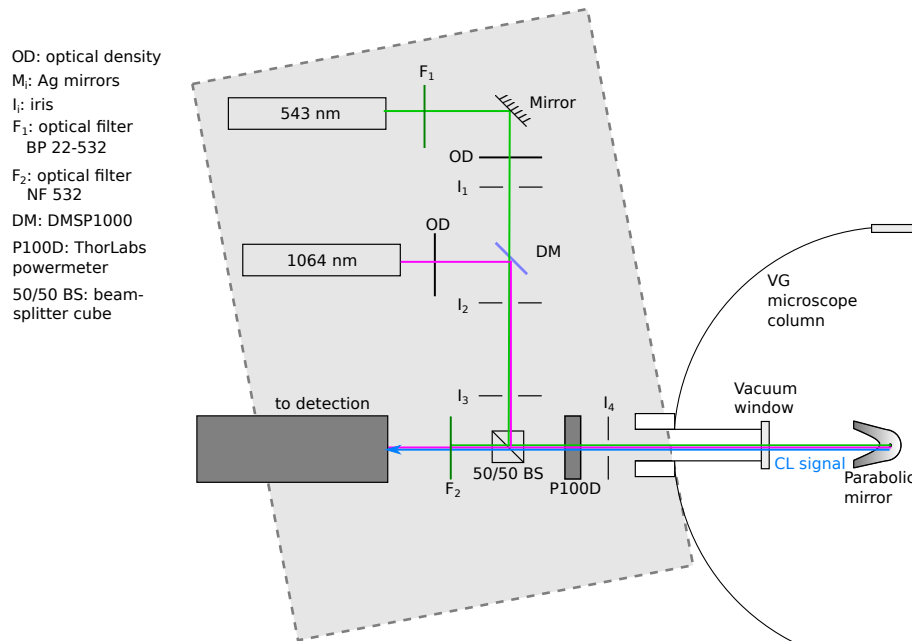 OD: optical density
Mᵢ: Ag mirrors
Iᵢ: iris
F₁: optical filter
BP 22-532
F₂: optical filter
NF 532
DM: DMSP1000
P100D: ThorLabs
powermeter
50/50 BS: beam-
splitter cube
F₁
543 nm
Mirror
OD
I₁
OD
1064 nm
DM
I₂
VG
microscope
column
I₃
to detection
I₄
Vacuum
window
F₂
50/50 BS
P100D
CL signal
Parabolic
mirror